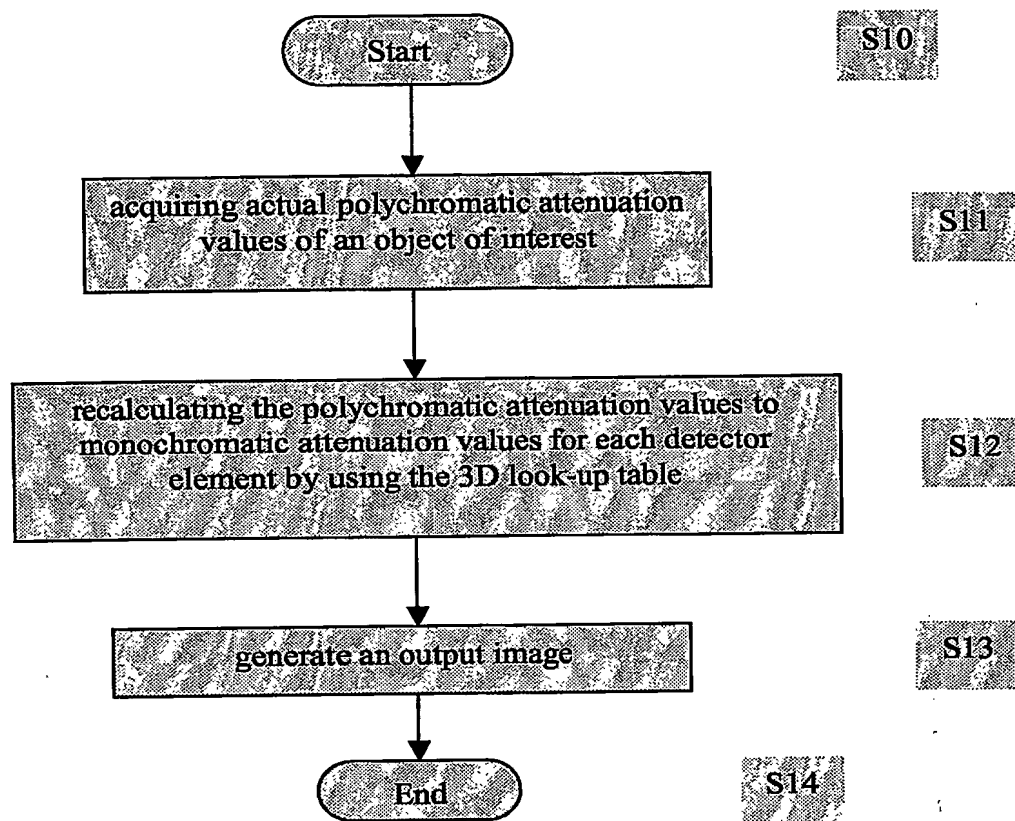 Start
S10
acquiring actual polychromatic attenuation
values of an object of interest
S11
recalculating the polychromatic attenuation values to
monochromatic attenuation values for each detector
element by using the 3D look-up table
S12
generate an output image
S13
End
S14